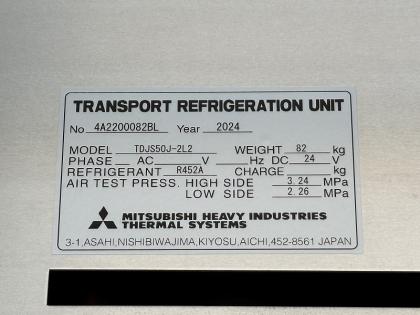 TRANSPORT REFRIGERATION UNIT
No 4A2200082BL Year 2024
MODEL TDJS50J-2L2 WEIGHT 82 kg
PHASE AC V Hz DC 24 V
REFRIGERANT R452A CHARGE kg
AIR TEST PRESS. HIGH SIDE 3.24 MPa
LOW SIDE 2.26 MPa
MITSUBISHI HEAVY INDUSTRIES
THERMAL SYSTEMS
3-1,ASAHI,NISHIBIWAJIMA,KIYOSU,AICHI,452-8561 JAPAN